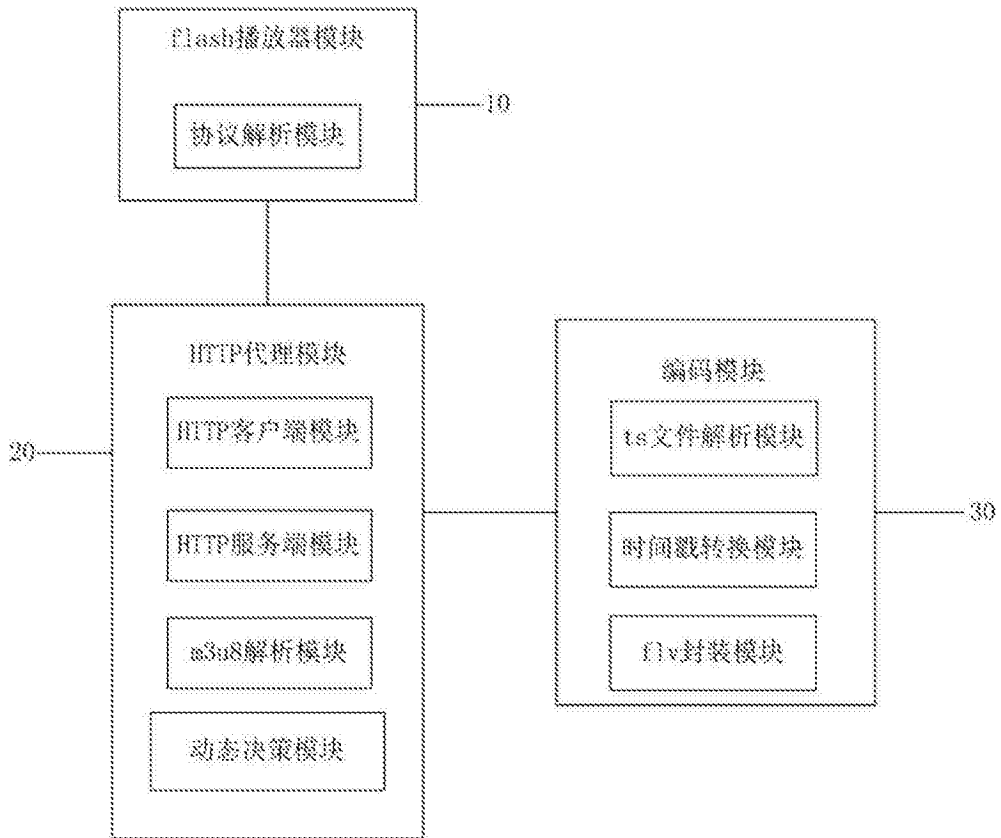 flash播放器模块
协议解析模块
10
HTTP代理模块
HTTP客户端模块
HTTP服务端模块
m3u8解析模块
动态决策模块
20
编码模块
ts文件解析模块
时间戳转换模块
flv封装模块
30